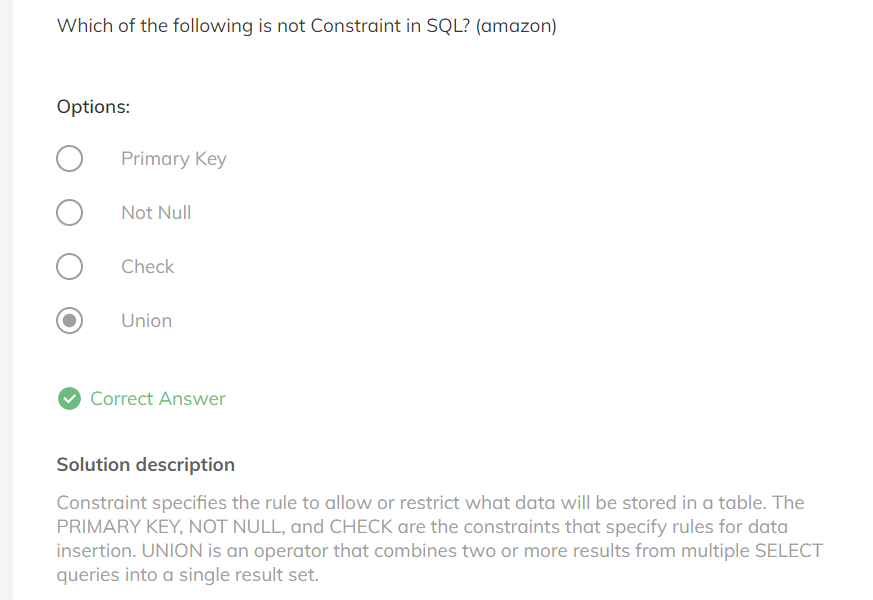 Which of the following is not Constraint in SQL? (amazon)
Options:
Primary Key
Not Null
Check
Union
Correct Answer
Solution description
Constraint specifies the rule to allow or restrict what data will be stored in a table. The
PRIMARY KEY, NOT NULL, and CHECK are the constraints that specify rules for data
insertion. UNION is an operator that combines two or more results from multiple SELECT
queries into a single result set.